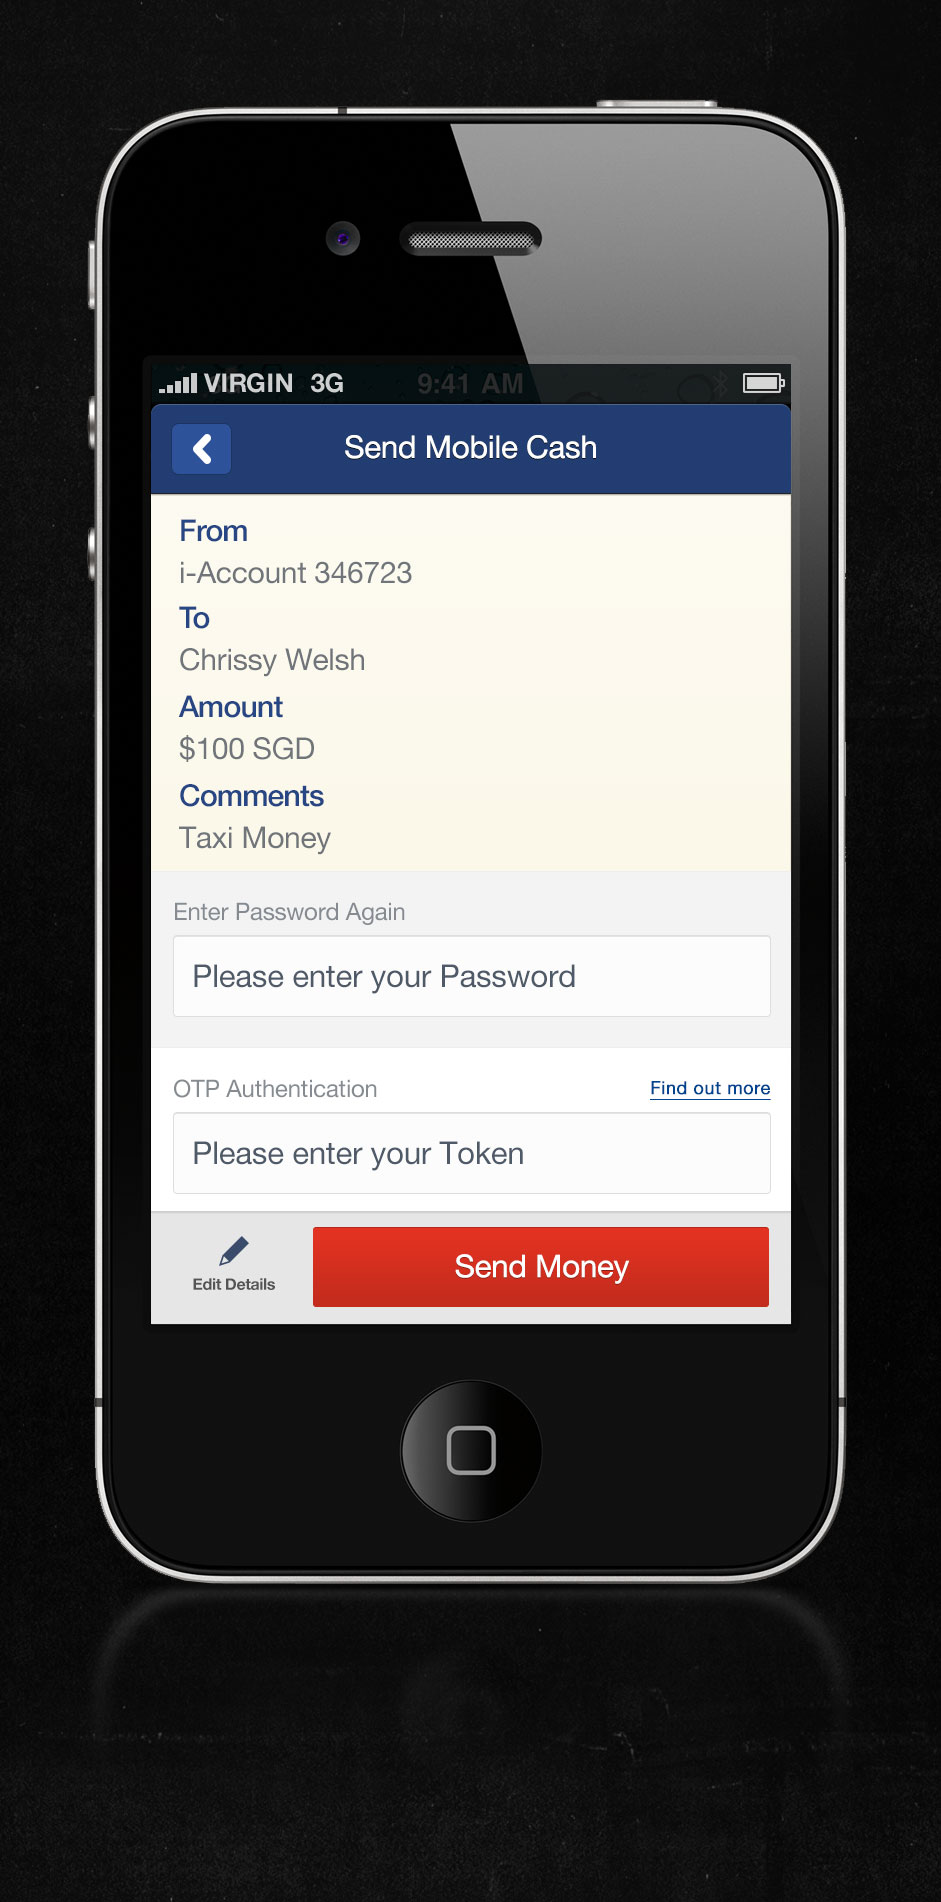 VIRGIN 3G 9:41 AM
Send Mobile Cash
From
i-Account 346723
To
Chrissy Welsh
Amount
$100 SGD
Comments
Taxi Money
Enter Password Again
Please enter your Password
OTP Authentication Find out more
Please enter your Token
Edit Details Send Money